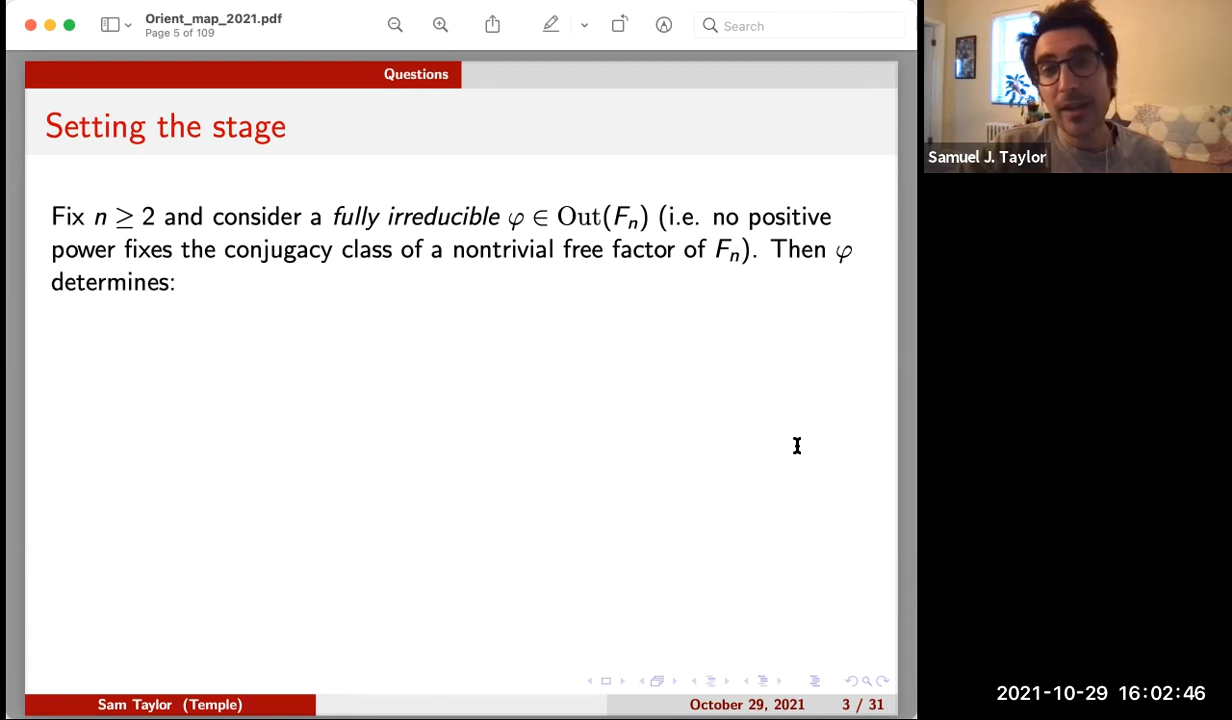 Orient_map_2021.pdf
Page 5 of 109
Search
Questions
Setting the stage
Fix n ≥ 2 and consider a fully irreducible φ ∈ Out(Fₙ) (i.e. no positive
power fixes the conjugacy class of a nontrivial free factor of Fₙ). Then φ
determines:
Sam Taylor (Temple)
October 29, 2021 3 / 31
Samuel J. Taylor
2021-10-29 16:02:46